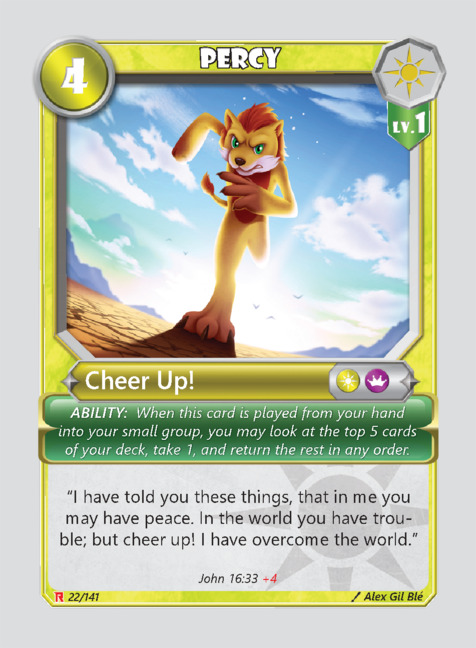 PERCY
4
LV.1
Cheer Up!
ABILITY: When this card is played from your hand
into your small group, you may look at the top 5 cards
of your deck, take 1, and return the rest in any order.
“I have told you these things, that in me you
may have peace. In the world you have trou-
ble; but cheer up! I have overcome the world.”
John 16:33 +4
R 22/141
Alex Gil Blé